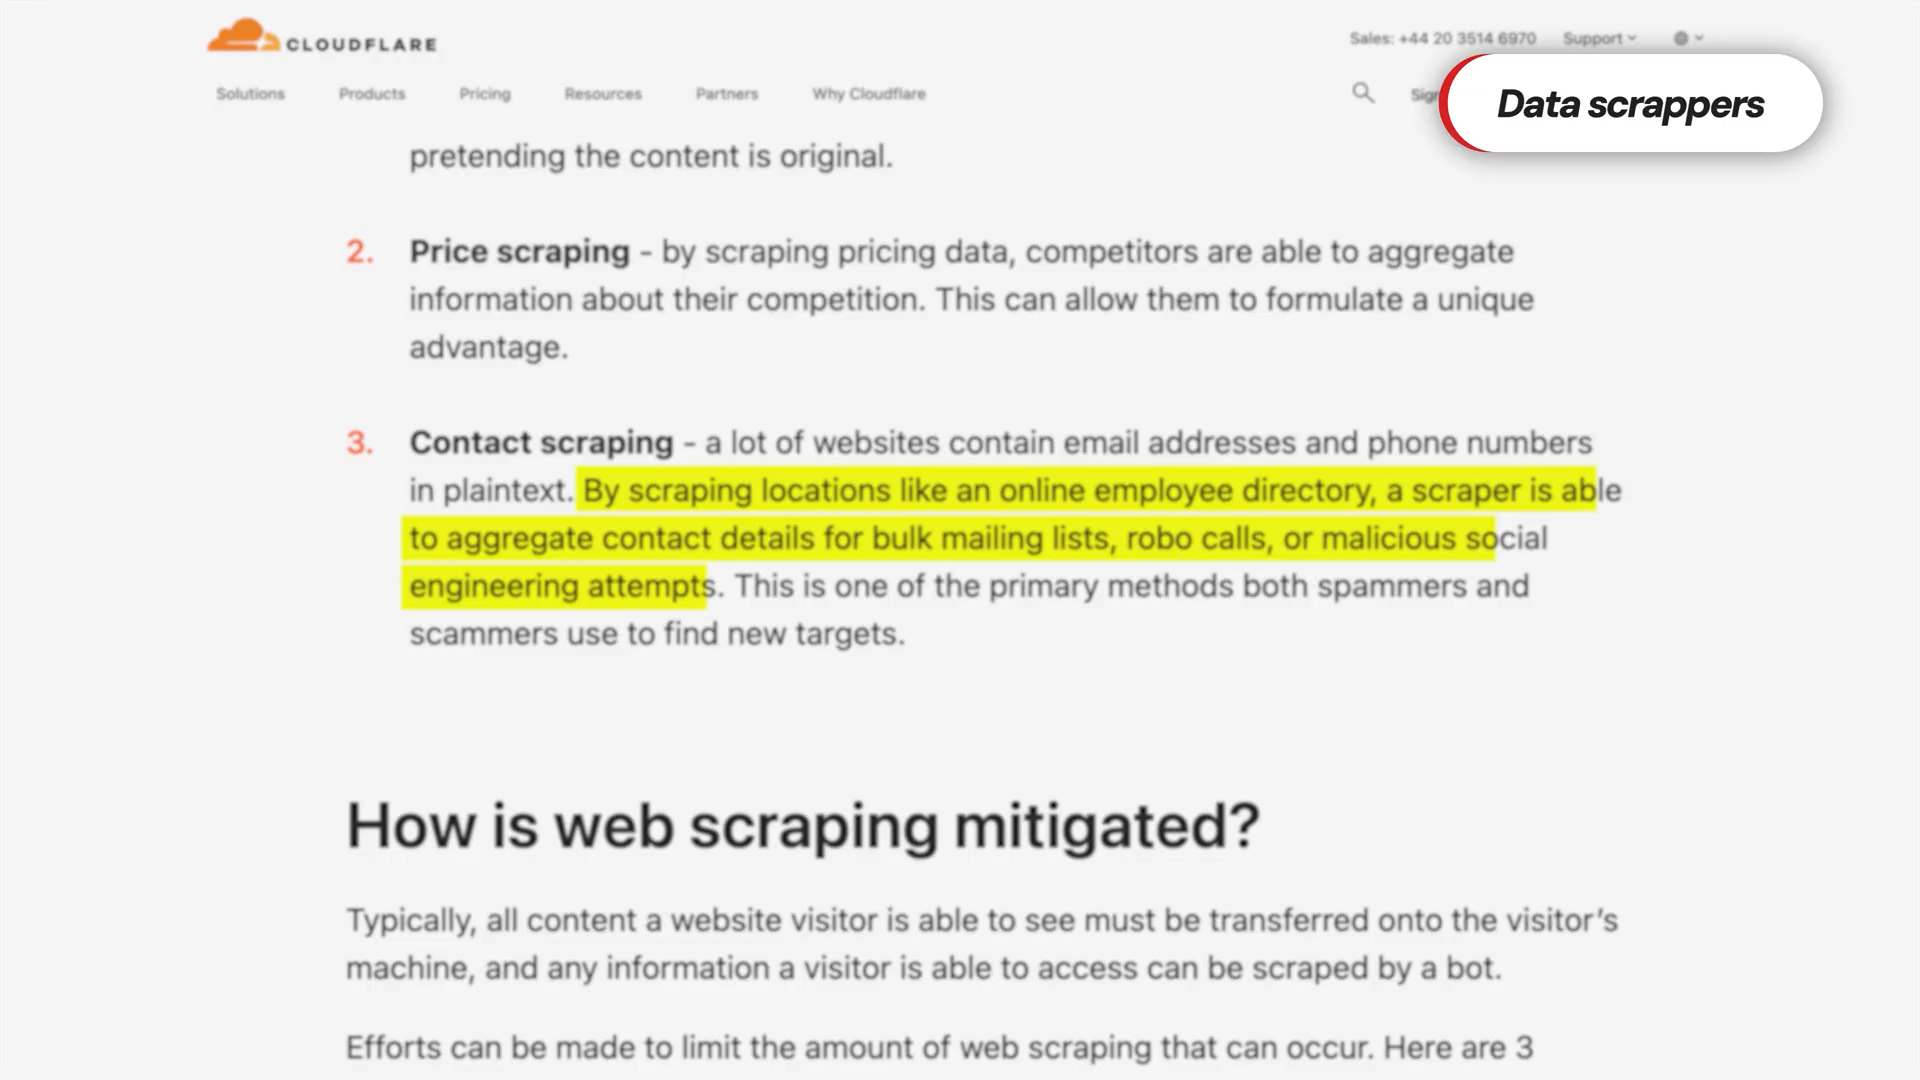 CLOUDFLARE
Sales: +44 20 3514 6970 Support
Solutions Products Pricing Resources Partners Why Cloudflare
Data scrappers
pretending the content is original.
2. Price scraping - by scraping pricing data, competitors are able to aggregate
information about their competition. This can allow them to formulate a unique
advantage.
3. Contact scraping - a lot of websites contain email addresses and phone numbers
in plaintext. By scraping locations like an online employee directory, a scraper is able
to aggregate contact details for bulk mailing lists, robo calls, or malicious social
engineering attempts. This is one of the primary methods both spammers and
scammers use to find new targets.
How is web scraping mitigated?
Typically, all content a website visitor is able to see must be transferred onto the visitor's
machine, and any information a visitor is able to access can be scraped by a bot.
Efforts can be made to limit the amount of web scraping that can occur. Here are 3